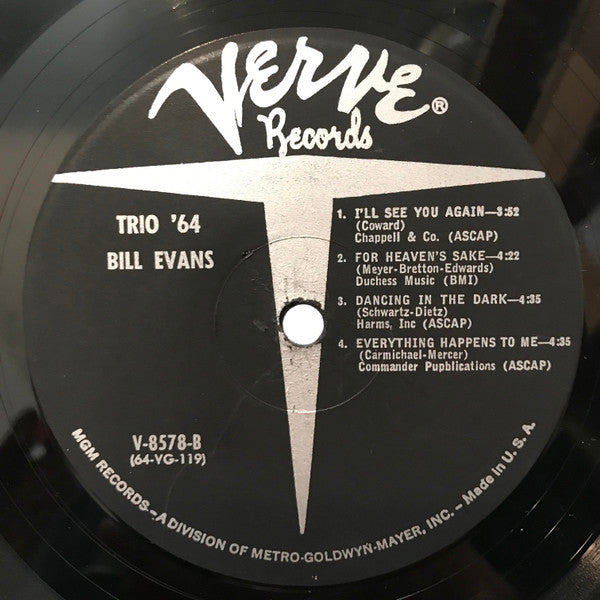 Verve®
Records
TRIO '64
BILL EVANS
1. I'LL SEE YOU AGAIN—3:52
(Coward)
Chappell & Co. (ASCAP)
2. FOR HEAVEN'S SAKE—4:22
(Meyer-Bretton-Edwards)
Duchess Music (BMI)
3. DANCING IN THE DARK—4:35
(Schwartz-Dietz)
Harms, Inc (ASCAP)
4. EVERYTHING HAPPENS TO ME—4:35
(Carmichael-Mercer)
Commander Pupblications (ASCAP)
V-8578-B
(64-VG-119)
MGM RECORDS—A DIVISION OF METRO-GOLDWYN-MAYER, INC.—Made in U. S. A.